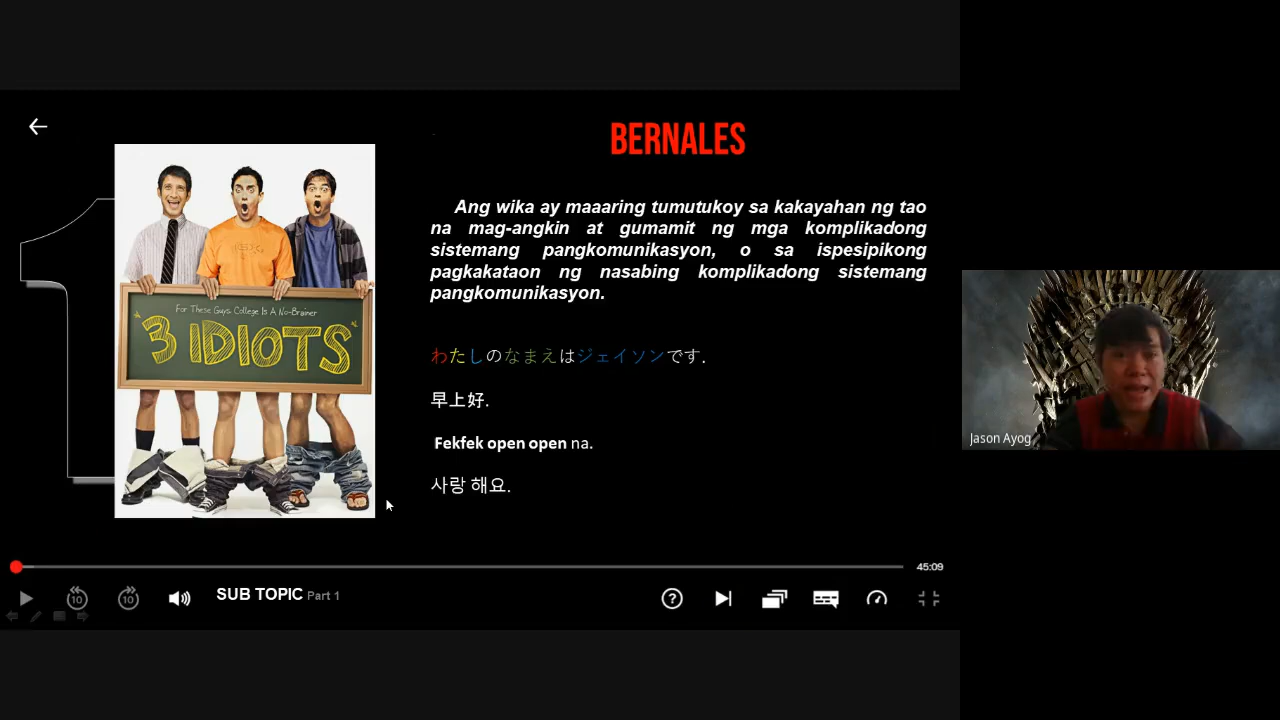 BERNALES
Ang wika ay maaaring tumutukoy sa kakayahan ng tao
na mag-angkin at gumamit ng mga komplikadong
sistemang pangkomunikasyon, o sa ispesipikong
pagkakataon ng nasabing komplikadong sistemang
pangkomunikasyon.
For These Guys, College Is A No-Brainer
"3 IDIOTS"
わたしのなまえはジェイソンです.
早上好.
Fekfek open open na.
사랑 해요.
Jason Ayog
45:09
10
10
SUB TOPIC Part 1
?